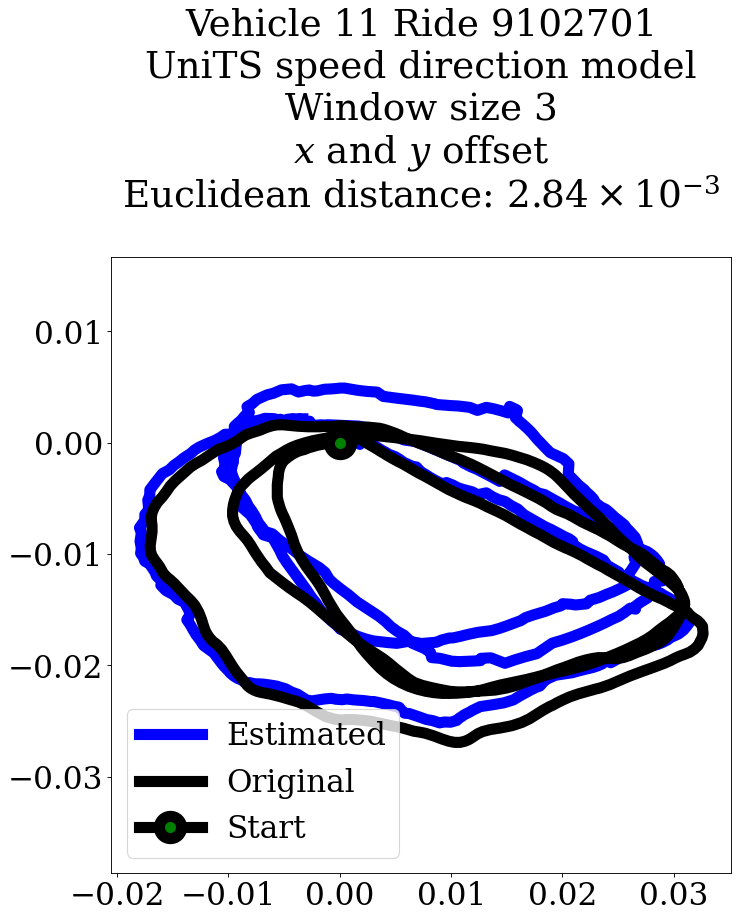 Vehicle 11 Ride 9102701
UniTS speed direction model
Window size 3
x and y offset
Euclidean distance: 2.84 × 10⁻³
0.01
0.00
−0.01
−0.02
−0.03
Estimated
Original
Start
−0.02 −0.01 0.00 0.01 0.02 0.03